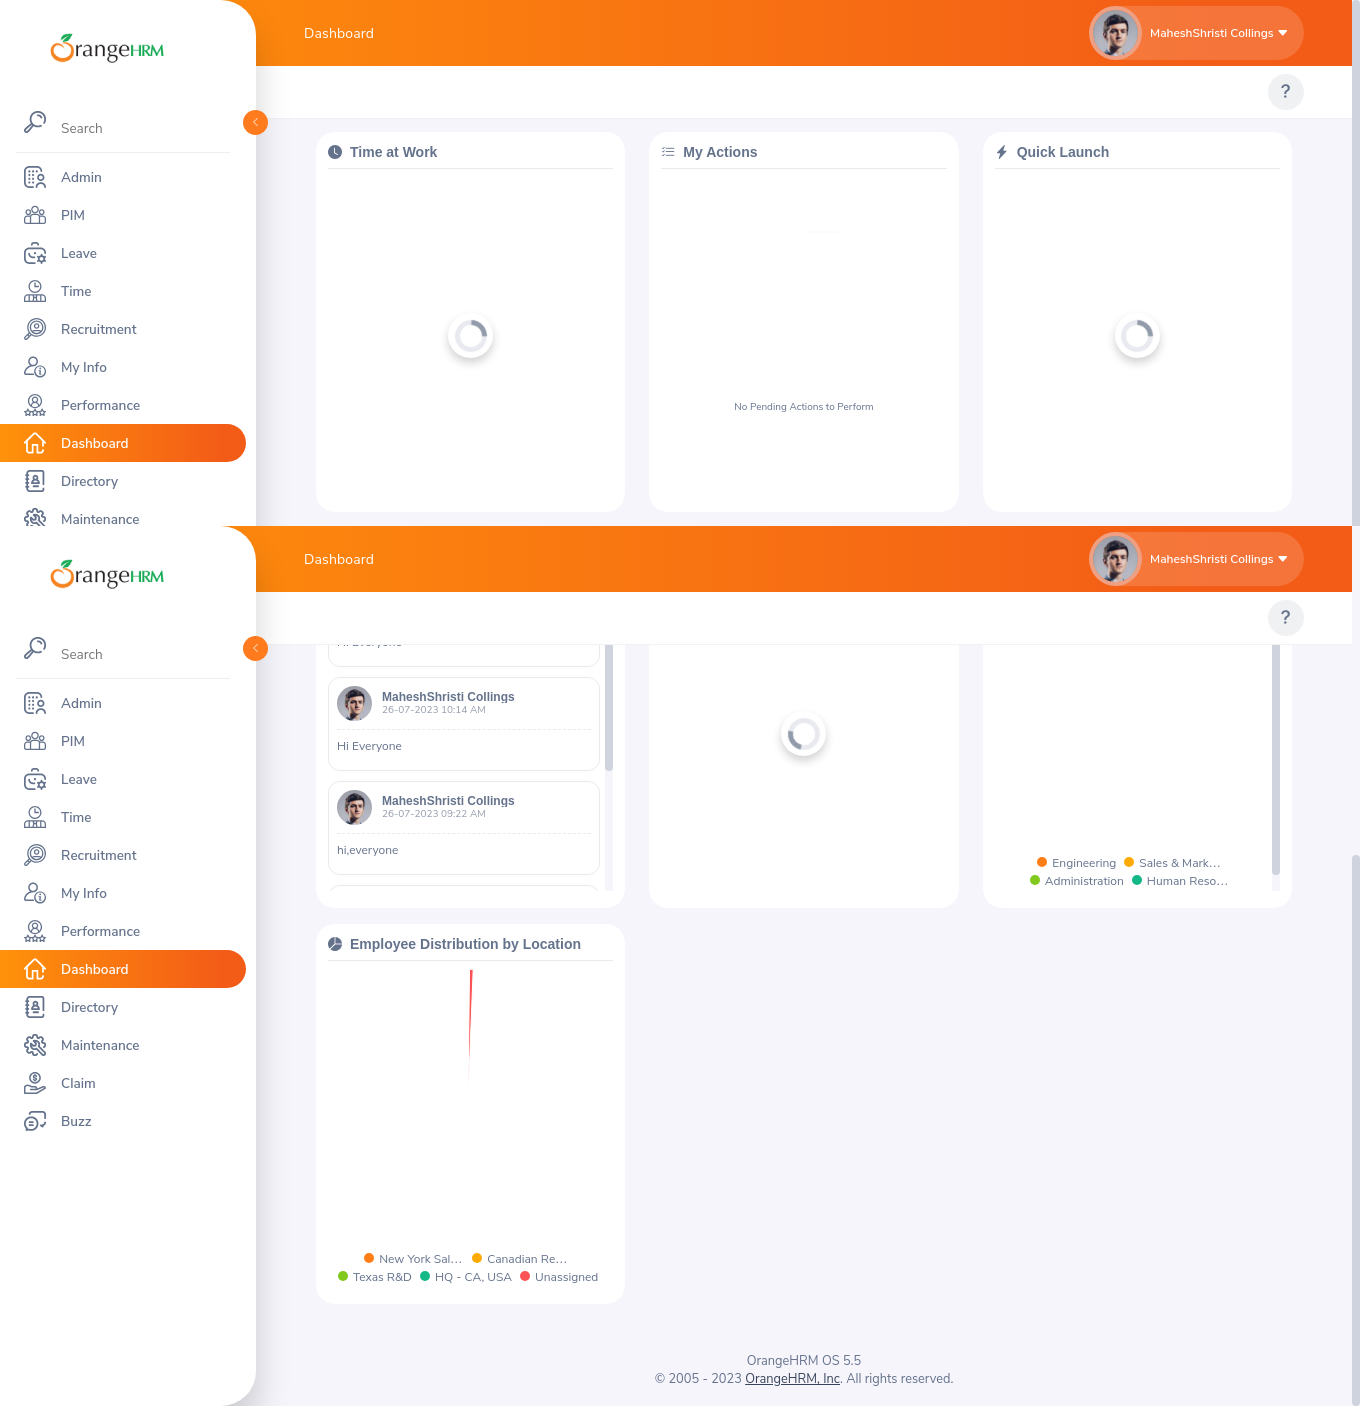 OrangeHRM
Dashboard
MaheshShristi Collings
?
Search
Admin
PIM
Leave
Time
Recruitment
My Info
Performance
Dashboard
Directory
Maintenance
Time at Work
My Actions
No Pending Actions to Perform
Quick Launch
OrangeHRM
Dashboard
MaheshShristi Collings
?
Search
Admin
PIM
Leave
Time
Recruitment
My Info
Performance
Dashboard
Directory
Maintenance
Claim
Buzz
Hi Everyone
MaheshShristi Collings
26-07-2023 10:14 AM
Hi Everyone
MaheshShristi Collings
26-07-2023 09:22 AM
hi,everyone
Engineering Sales & Mark...
Administration Human Reso...
Employee Distribution by Location
New York Sal... Canadian Re...
Texas R&D HQ - CA, USA Unassigned
OrangeHRM OS 5.5
© 2005 - 2023 OrangeHRM, Inc. All rights reserved.